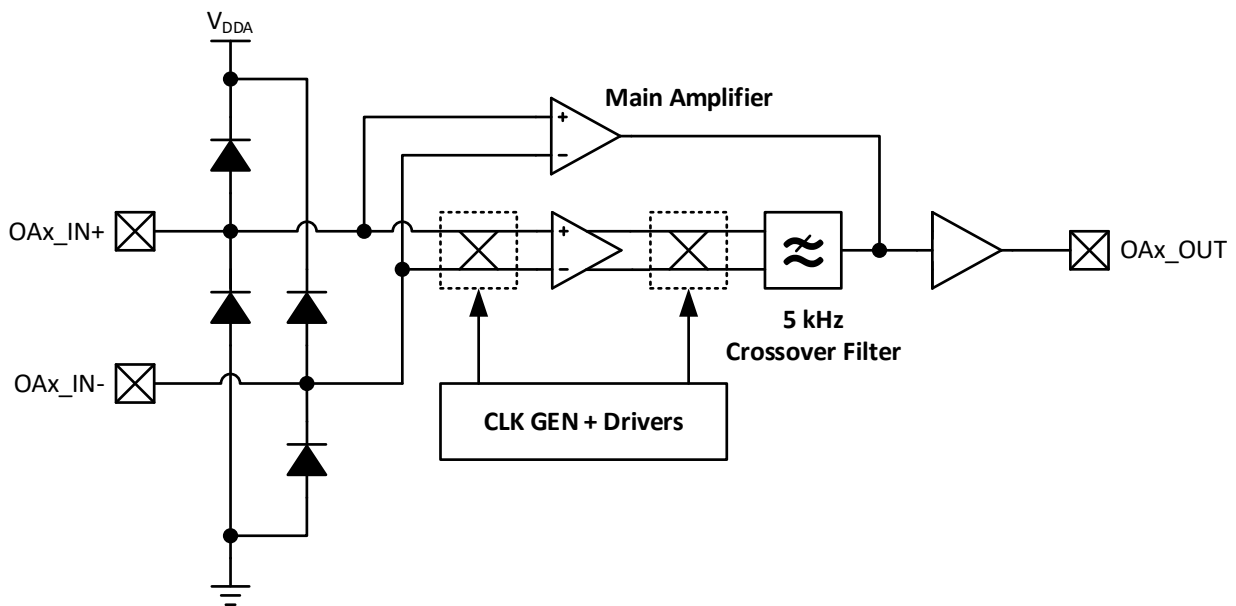 VDDA
Main Amplifier
+
−
OAx_IN+
+
−
OAx_OUT
5 kHz
Crossover Filter
OAx_IN-
CLK GEN + Drivers